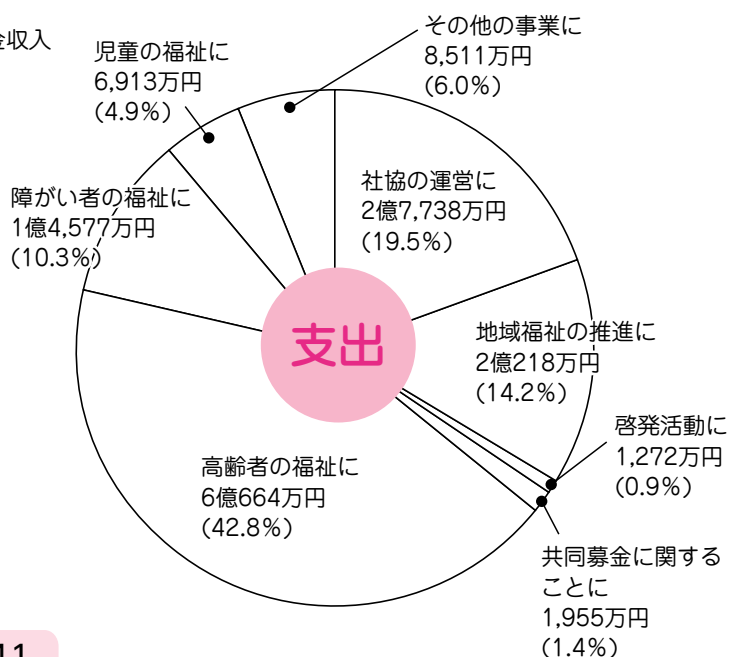 金収入
その他の事業に
8,511万円
(6.0%)
児童の福祉に
6,913万円
(4.9%)
社協の運営に
2億7,738万円
(19.5%)
障がい者の福祉に
1億4,577万円
(10.3%)
支出
地域福祉の推進に
2億218万円
(14.2%)
啓発活動に
1,272万円
(0.9%)
高齢者の福祉に
6億664万円
(42.8%)
共同募金に関する
ことに
1,955万円
(1.4%)